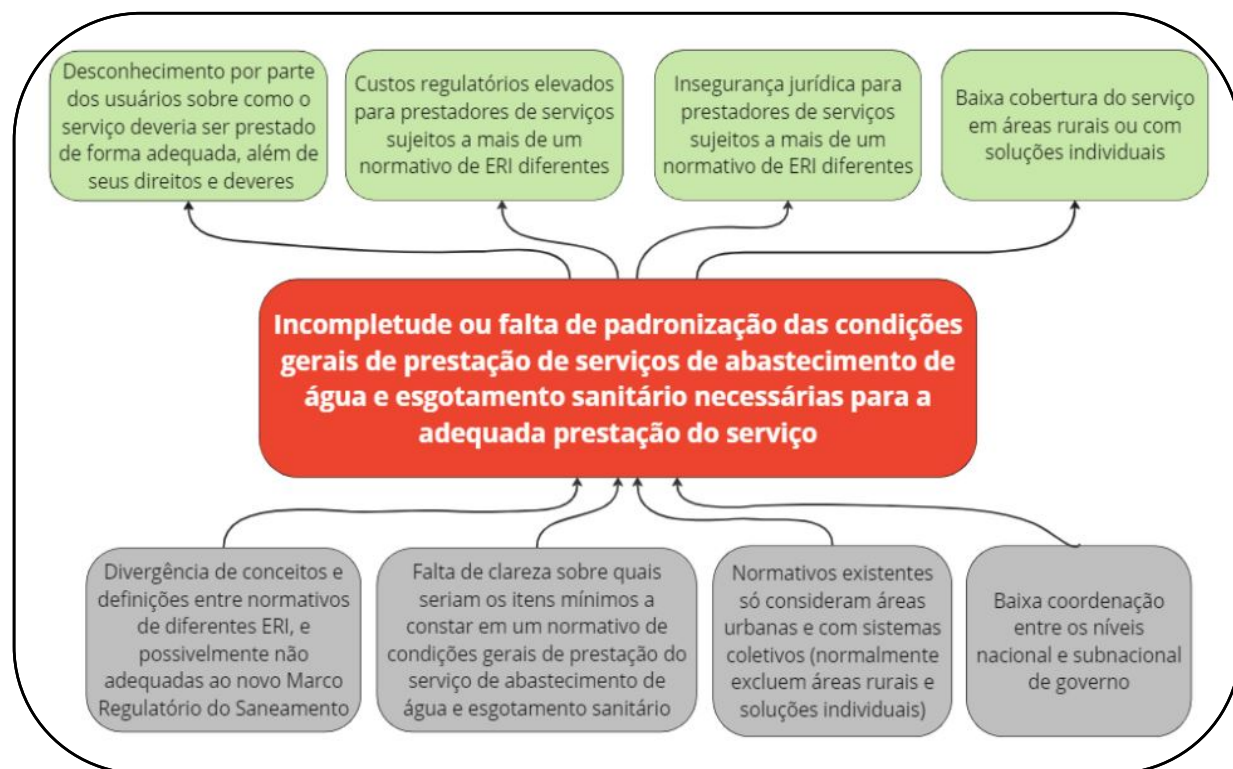 Desconhecimento por parte
dos usuários sobre como o
serviço deveria ser prestado
de forma adequada, além de
seus direitos e deveres
Custos regulatórios elevados
para prestadores de serviços
sujeitos a mais de um
normativo de ERI diferentes
Insegurança jurídica para
prestadores de serviços
sujeitos a mais de um
normativo de ERI diferentes
Baixa cobertura do serviço
em áreas rurais ou com
soluções individuais
Incompletude ou falta de padronização das condições
gerais de prestação de serviços de abastecimento de
água e esgotamento sanitário necessárias para a
adequada prestação do serviço
Divergência de conceitos e
definições entre normativos
de diferentes ERI, e
possivelmente não
adequadas ao novo Marco
Regulatório do Saneamento
Falta de clareza sobre quais
seriam os itens mínimos a
constar em um normativo de
condições gerais de prestação do
serviço de abastecimento de
água e esgotamento sanitário
Normativos existentes
só consideram áreas
urbanas e com sistemas
coletivos (normalmente
excluem áreas rurais e
soluções individuais)
Baixa coordenação
entre os níveis
nacional e subnacional
de governo